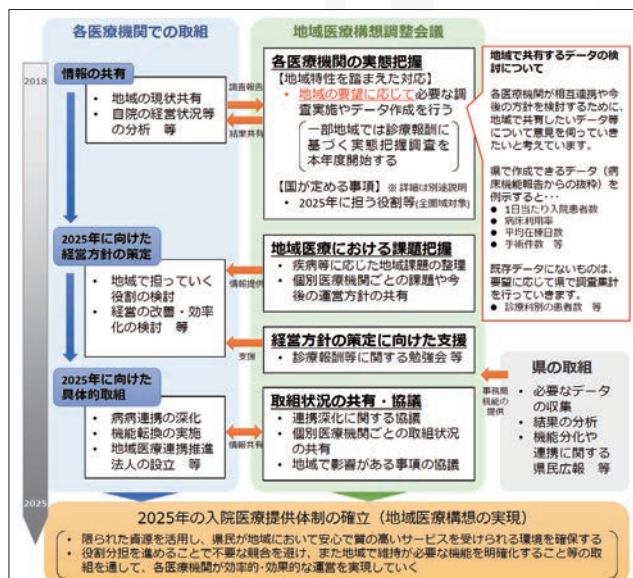 各医療機関での取組
2018
情報の共有
• 地域の現状共有
• 自院の経営状況等
の分析 等
2025年に向けた
経営方針の策定
• 地域で担っていく
役割の検討
• 経営の改善・効率
化の検討 等
2025年に向けた
具体的取組
• 病病連携の深化
• 機能転換の実施
• 地域医療連携推進
法人の設立 等
2025
調査報告
結果共有
情報提供
支援
情報共有
地域医療構想調整会議
各医療機関の実態把握
【地域特性を踏まえた対応】
• 地域の要望に応じて必要な調
査実施やデータ作成を行う
一部地域では診療報酬に
基づく実態把握調査を
本年度開始する
【国が定める事項】 ※ 詳細は別途説明
• 2025年に担う役割等(全圏域対象)
地域医療における課題把握
• 疾病等に応じた地域課題の整理
• 個別医療機関ごとの課題や今
後の運営方針の共有
経営方針の策定に向けた支援
• 診療報酬等に関する勉強会 等
取組状況の共有・協議
• 連携深化に関する協議
• 個別医療機関ごとの取組状況
の共有
• 地域で影響がある事項の協議
地域で共有するデータの検
討について
各医療機関が相互連携や今
後の方針を検討するために、
地域で共有したいデータ等
について意見を伺っていき
たいと考えています。
県で作成できるデータ（病
床機能報告からの抜粋）を
例示すると・・・
● 1日当たり入院患者数
● 病床利用率
● 平均在棟日数
● 手術件数 等
既存データにないものは、
要望に応じて県で調査集計
を行っていきます。
● 診療科別の患者数 等
事務局
機能の
提供
県の取組
• 必要なデータ
の収集
• 結果の分析
• 機能分化や
連携に関する
県民広報 等
2025年の入院医療提供体制の確立（地域医療構想の実現）
• 限られた資源を活用し、県民が地域において安心で質の高いサービスを受けられる環境を確保する
• 役割分担を進めることで不要な競合を避け、また地域で維持が必要な機能を明確化すること等の取
組を通して、各医療機関が効率的･効果的な運営を実現していく